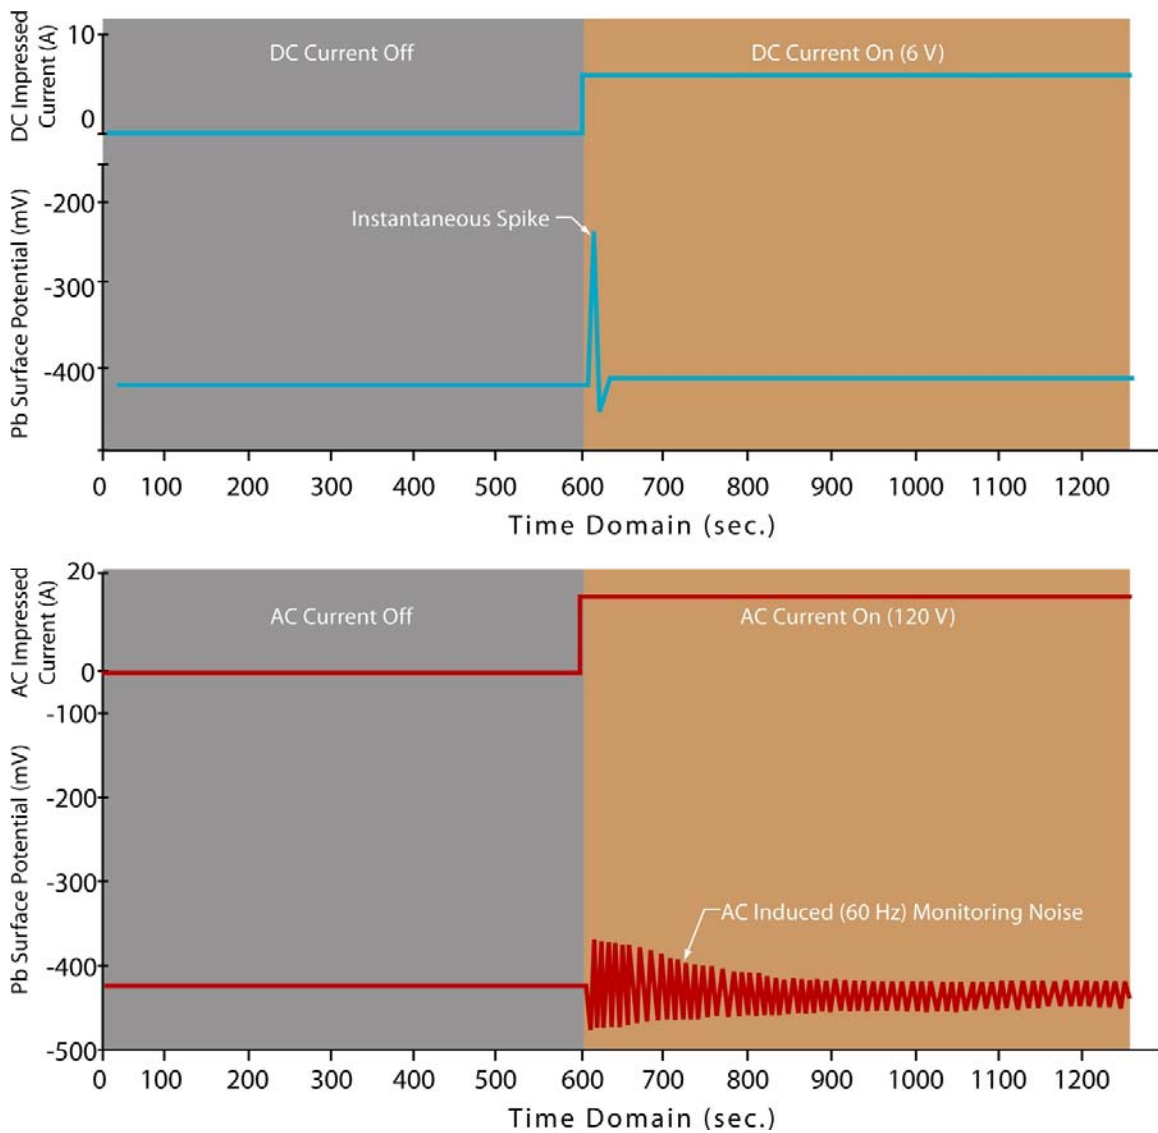 DC Impressed
Current (A)
10
0
DC Current Off
DC Current On (6 V)
Pb Surface Potential (mV)
-200
-300
-400
Instantaneous Spike
0 100 200 300 400 500 600 700 800 900 1000 1100 1200
Time Domain (sec.)
AC Impressed
Current (A)
20
0
AC Current Off
AC Current On (120 V)
Pb Surface Potential (mV)
-100
-200
-300
-400
-500
AC Induced (60 Hz) Monitoring Noise
0 100 200 300 400 500 600 700 800 900 1000 1100 1200
Time Domain (sec.)